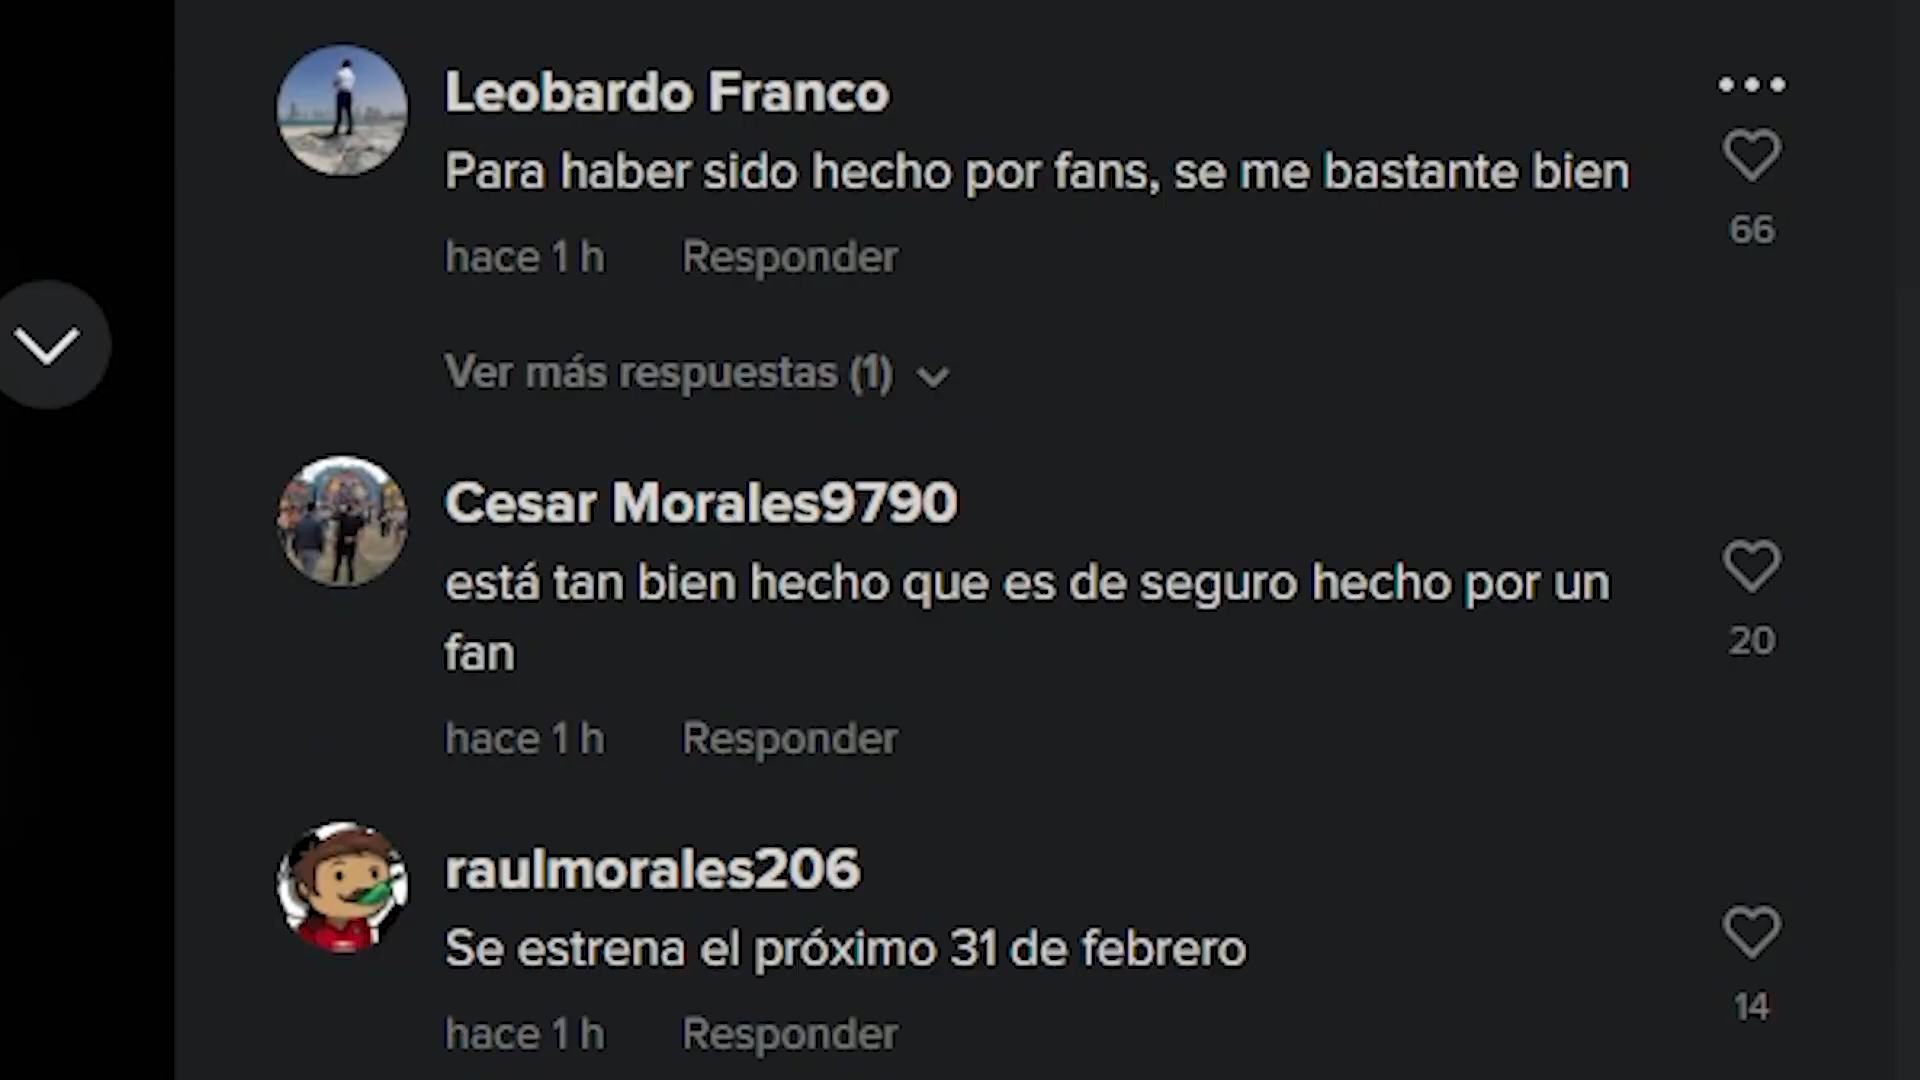 Leobardo Franco
Para haber sido hecho por fans, se me bastante bien
66
hace 1 h Responder
Ver más respuestas (1)
Cesar Morales9790
está tan bien hecho que es de seguro hecho por un
fan
20
hace 1 h Responder
raulmorales206
Se estrena el próximo 31 de febrero
14
hace 1 h Responder